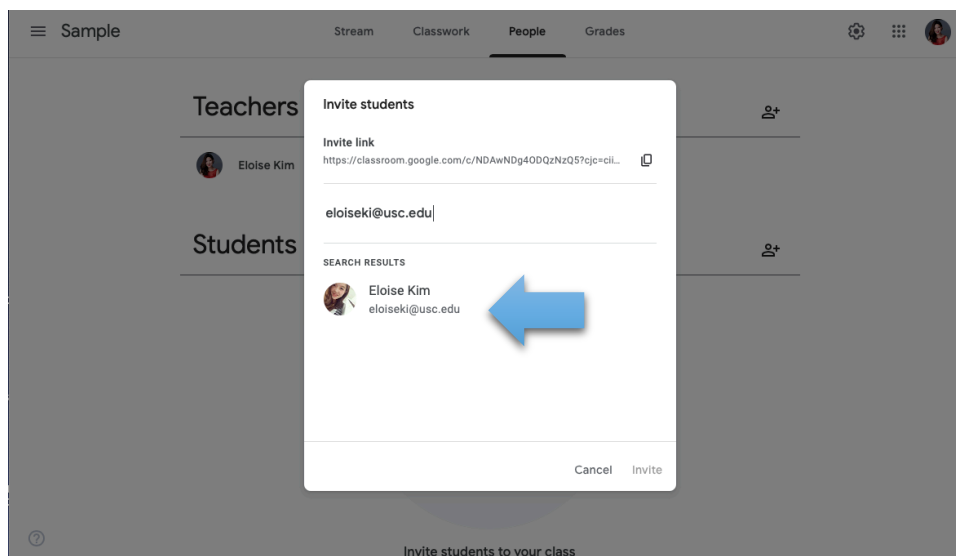 Sample
Stream Classwork People Grades
Teachers
Eloise Kim
Students
Invite students
Invite link
https://classroom.google.com/c/NDAwNDg4ODQzNzQ5?cjc=cii...
eloiseki@usc.edu
SEARCH RESULTS
Eloise Kim
eloiseki@usc.edu
Cancel Invite
Invite students to your class